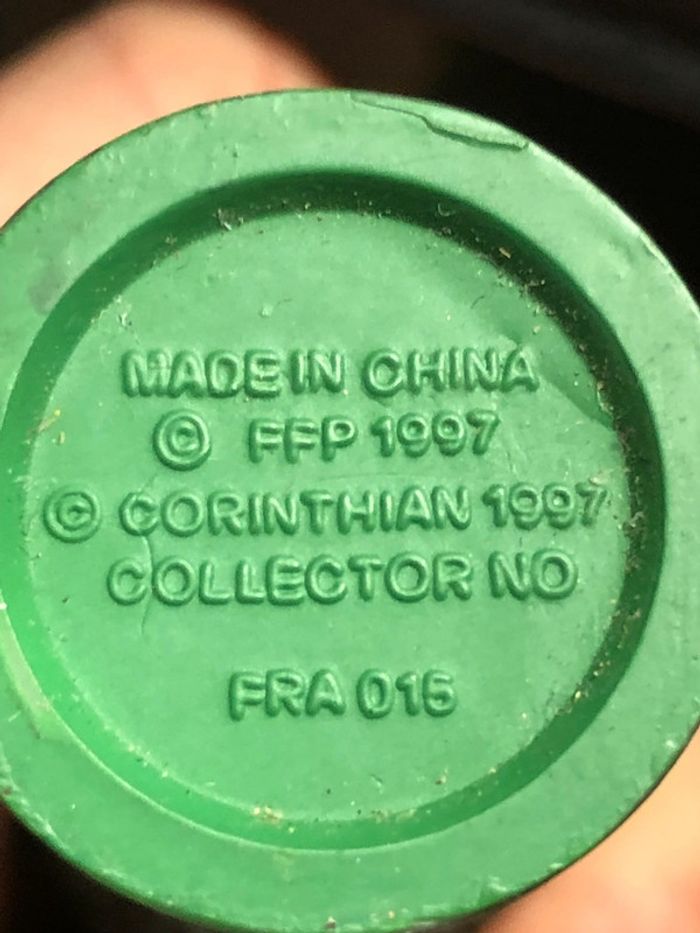 MADE IN CHINA
© FFP 1997
© CORINTHIAN 1997
COLLECTOR NO
FRA 015